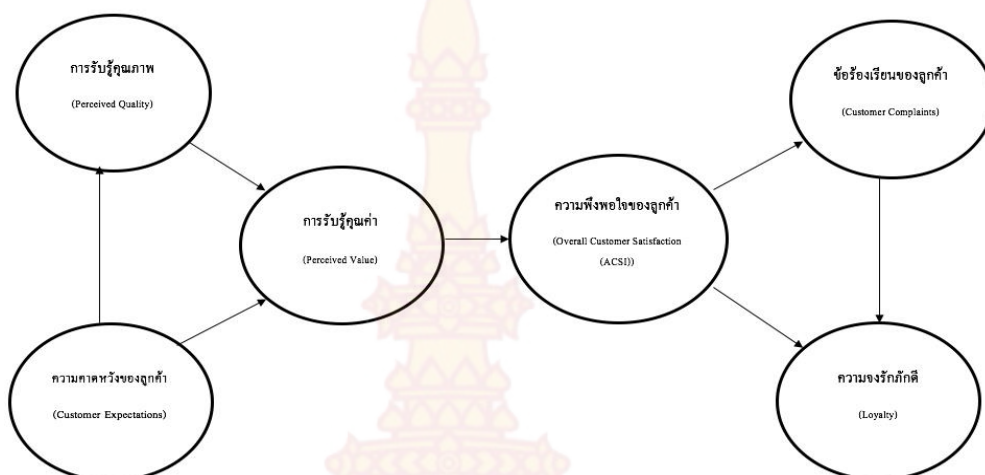 การรับรู้คุณภาพ
(Perceived Quality)
ข้อร้องเรียนของลูกค้า
(Customer Complaints)
การรับรู้คุณค่า
(Perceived Value)
ความพึงพอใจของลูกค้า
(Overall Customer Satisfaction
(ACSI))
ความคาดหวังของลูกค้า
(Customer Expectations)
ความจงรักภักดี
(Loyalty)